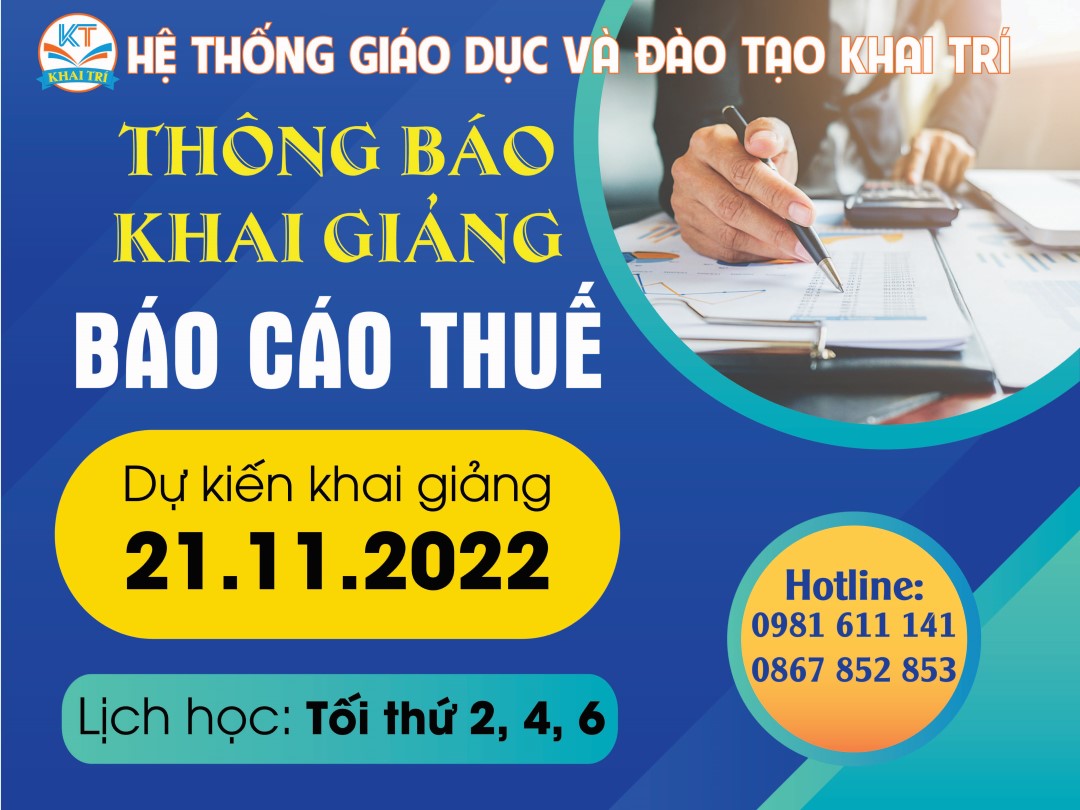 KT
KHAI TRÍ
HỆ THỐNG GIÁO DỤC VÀ ĐÀO TẠO KHAI TRÍ
THÔNG BÁO
KHAI GIẢNG
BÁO CÁO THUẾ
Dự kiến khai giảng
21.11.2022
Lịch học: Tối thứ 2, 4, 6
Hotline:
0981 611 141
0867 852 853